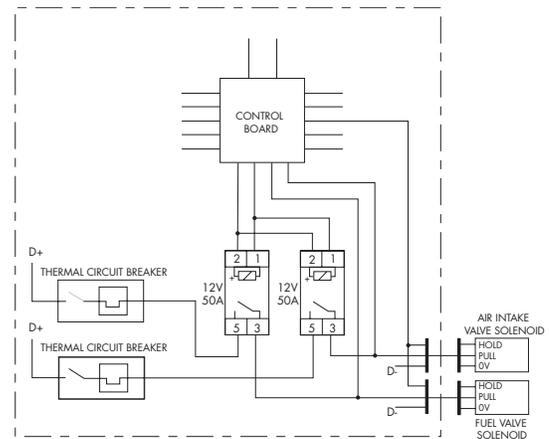 CONTROL
BOARD
D+
THERMAL CIRCUIT BREAKER
2 1
+
12V
50A
5 3
2 1
+
12V
50A
5 3
D+
THERMAL CIRCUIT BREAKER
AIR INTAKE
VALVE SOLENOID
HOLD
PULL
0V
D-
HOLD
PULL
0V
D-
FUEL VALVE
SOLENOID